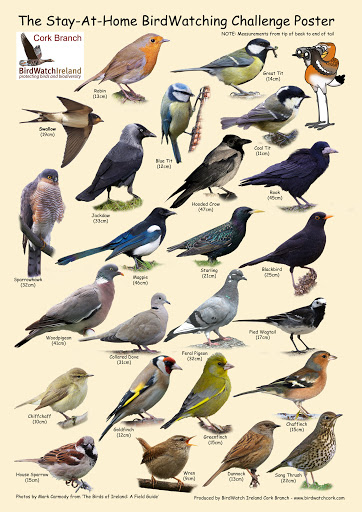 The Stay-At-Home BirdWatching Challenge Poster
Cork Branch
NOTE: Measurements from tip of beak to end of tail
BirdWatchIreland
protecting birds and biodiversity
Robin
(13cm)
Great Tit
(14cm)
Swallow
(19cm)
Blue Tit
(12cm)
Coal Tit
(11cm)
Jackdaw
(33cm)
Hooded Crow
(47cm)
Rook
(45cm)
Sparrowhawk
(32cm)
Magpie
(46cm)
Starling
(21cm)
Blackbird
(25cm)
Woodpigeon
(41cm)
Collared Dove
(31cm)
Feral Pigeon
(32cm)
Pied Wagtail
(17cm)
Chiffchaff
(10cm)
Goldfinch
(12cm)
Greenfinch
(15cm)
Chaffinch
(15cm)
House Sparrow
(15cm)
Wren
(9cm)
Dunnock
(13cm)
Song Thrush
(22cm)
Photos by Mark Carmody from 'The Birds of Ireland: A Field Guide'
Produced by BirdWatch Ireland Cork Branch - www.birdwatchcork.com